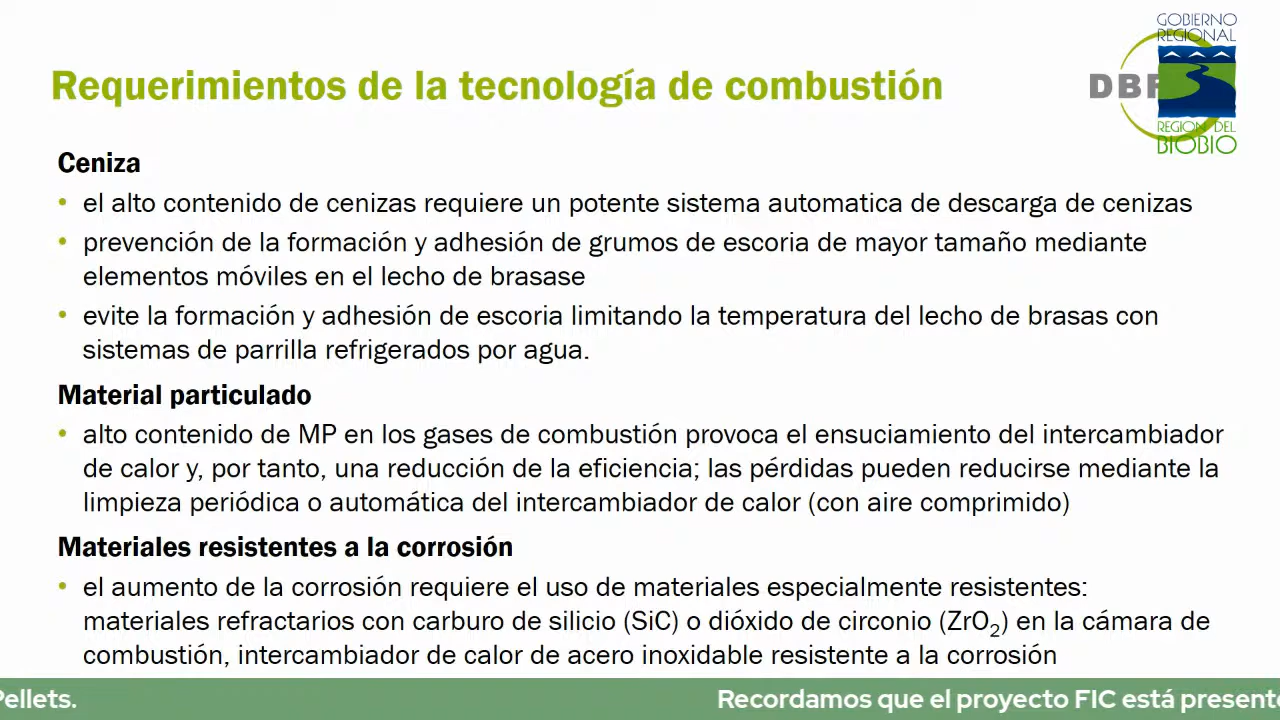 GOBIERNO
REGIONAL
Requerimientos de la tecnología de combustión
DB
REGION DEL
BIOBIO
Ceniza
• el alto contenido de cenizas requiere un potente sistema automatica de descarga de cenizas
• prevención de la formación y adhesión de grumos de escoria de mayor tamaño mediante
elementos móviles en el lecho de brasase
• evite la formación y adhesión de escoria limitando la temperatura del lecho de brasas con
sistemas de parrilla refrigerados por agua.
Material particulado
• alto contenido de MP en los gases de combustión provoca el ensuciamiento del intercambiador
de calor y, por tanto, una reducción de la eficiencia; las pérdidas pueden reducirse mediante la
limpieza periódica o automática del intercambiador de calor (con aire comprimido)
Materiales resistentes a la corrosión
• el aumento de la corrosión requiere el uso de materiales especialmente resistentes:
materiales refractarios con carburo de silicio (SiC) o dióxido de circonio (ZrO₂) en la cámara de
combustión, intercambiador de calor de acero inoxidable resistente a la corrosión
Pellets. Recordamos que el proyecto FIC está present